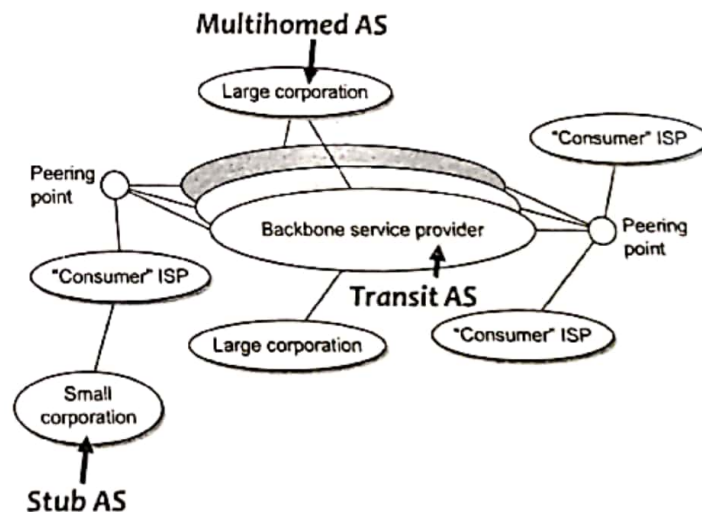 Multihomed AS
Large corporation
"Consumer" ISP
Peering
point
Backbone service provider
Peering
point
"Consumer" ISP
Transit AS
Large corporation
"Consumer" ISP
Small
corporation
Stub AS